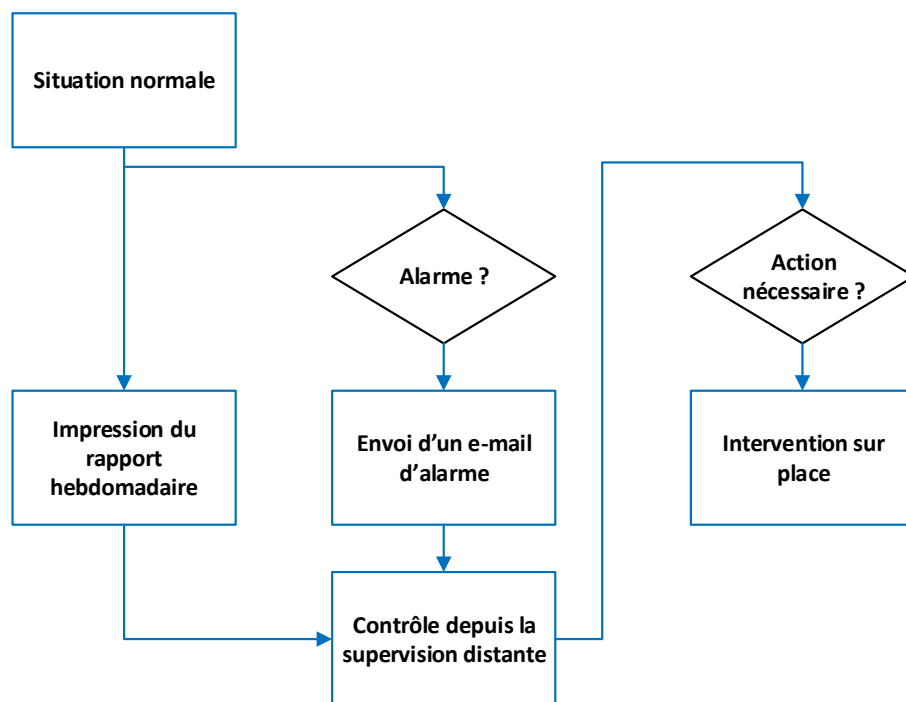 Situation normale
Alarme ?
Action
nécessaire ?
Impression du
rapport
hebdomadaire
Envoi d’un e-mail
d’alarme
Intervention sur
place
Contrôle depuis la
supervision distante